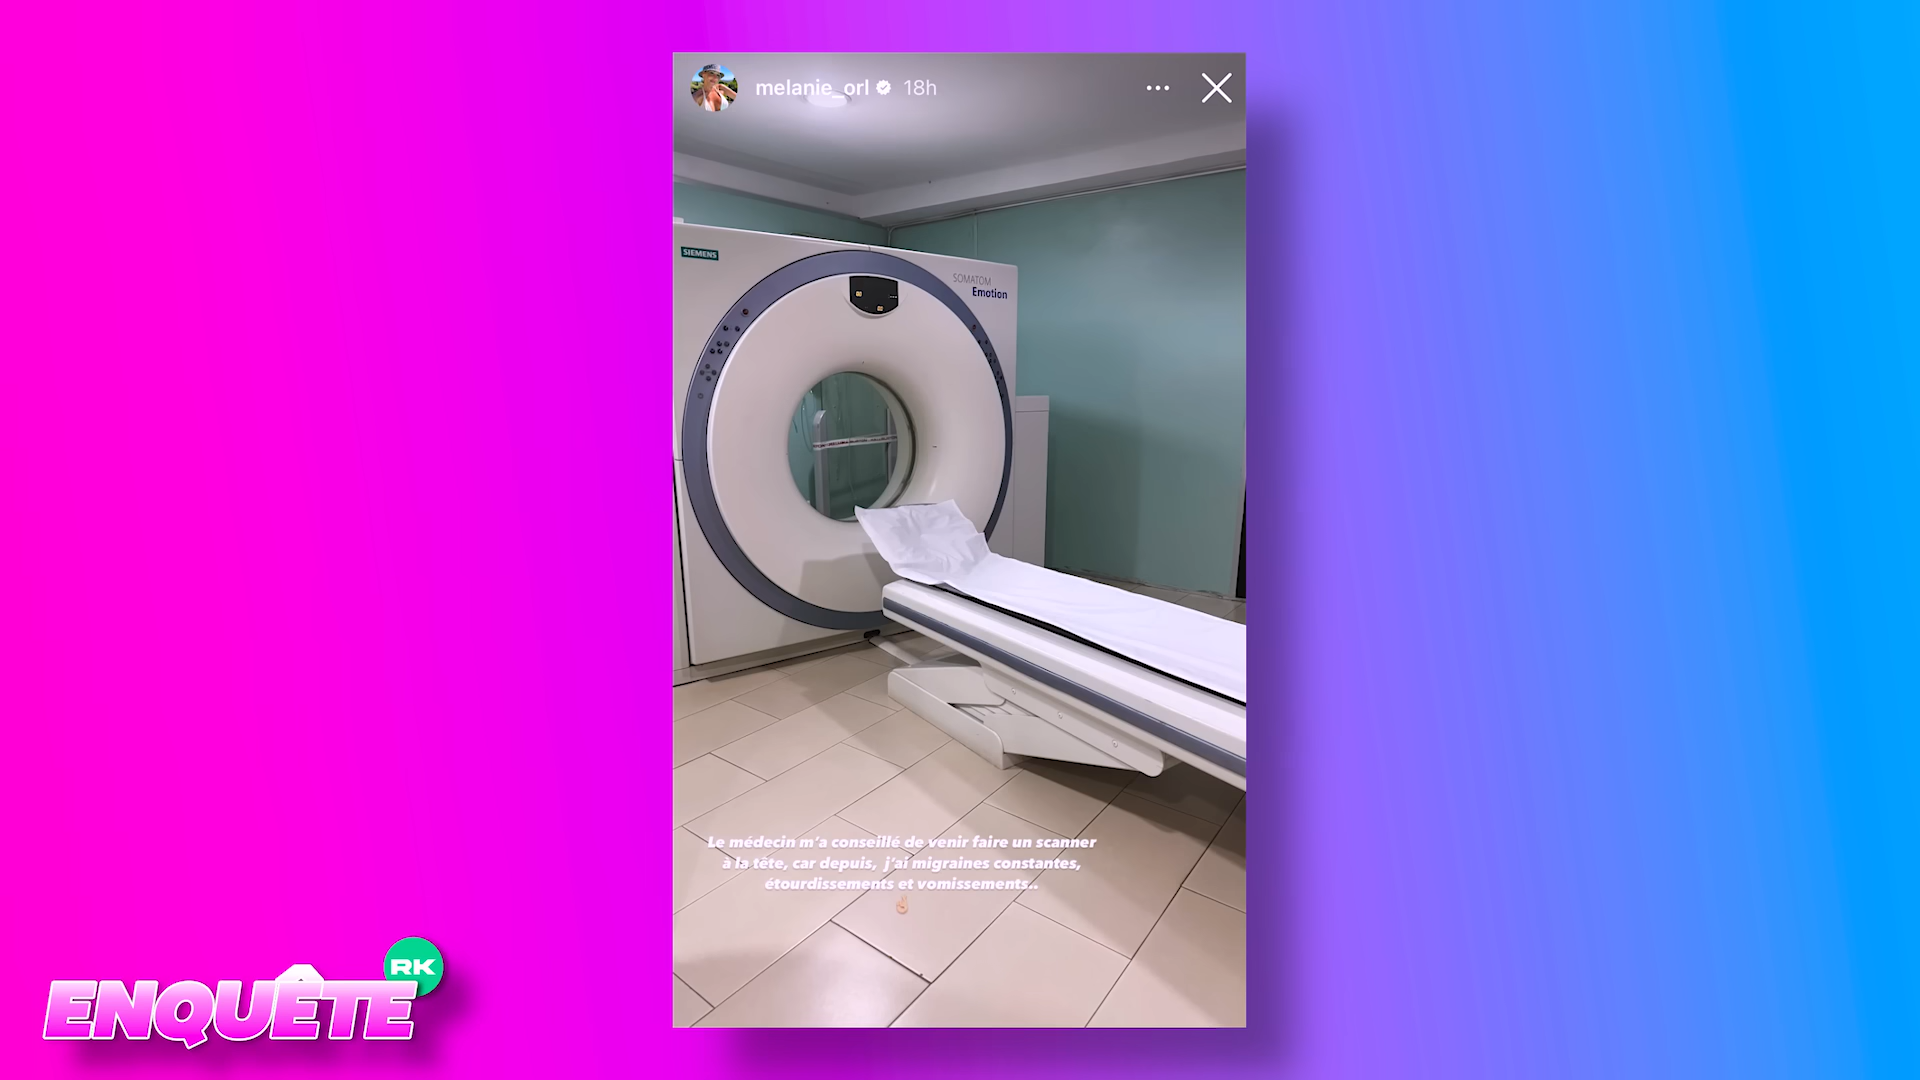 melanie_orl 18h
SIEMENS
SOMATOM
Emotion
Le médecin m'a conseillé de venir faire un scanner
à la tête, car depuis, j'ai migraines constantes,
étourdissements et vomissements..
RK
ENQUÊTE